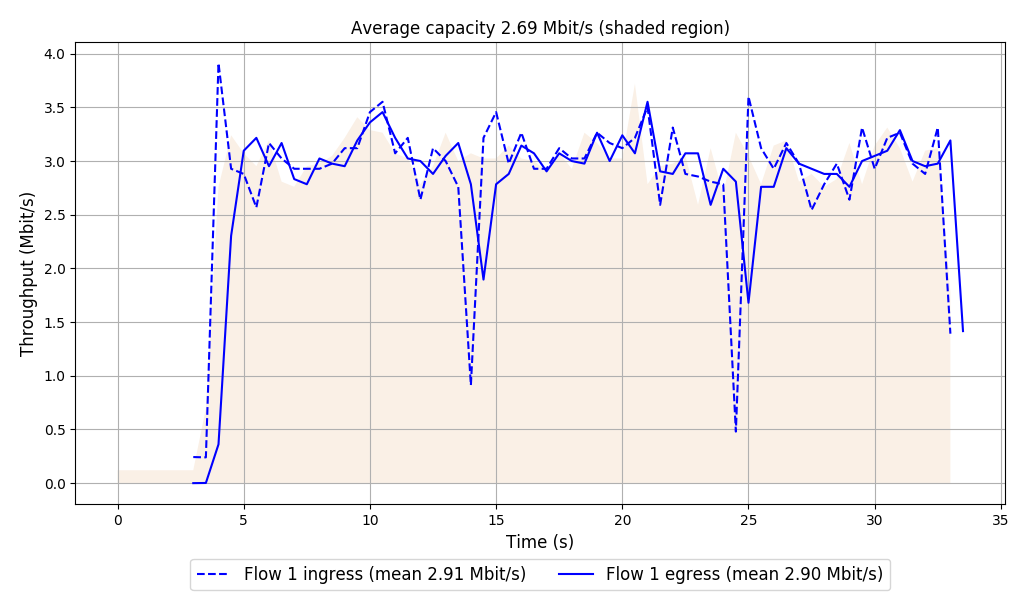 Average capacity 2.69 Mbit/s (shaded region)
4.0
3.5
3.0
2.5
2.0
1.5
1.0
0.5
0.0
Throughput (Mbit/s)
0 5 10 15 20 25 30 35
Time (s)
Flow 1 ingress (mean 2.91 Mbit/s) Flow 1 egress (mean 2.90 Mbit/s)